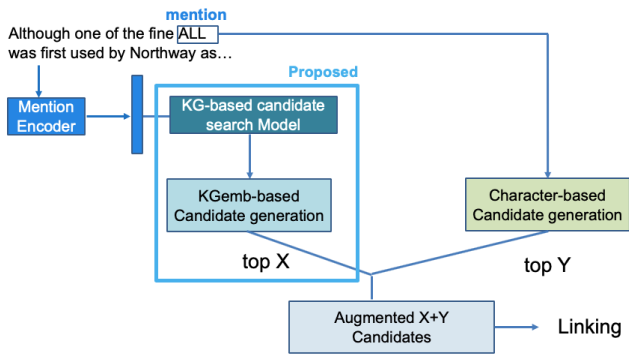 mention
Although one of the fine ALL
was first used by Northway as…
Proposed
Mention
Encoder
KG-based candidate
search Model
KGemb-based
Candidate generation
Character-based
Candidate generation
top X
top Y
Augmented X+Y
Candidates
Linking